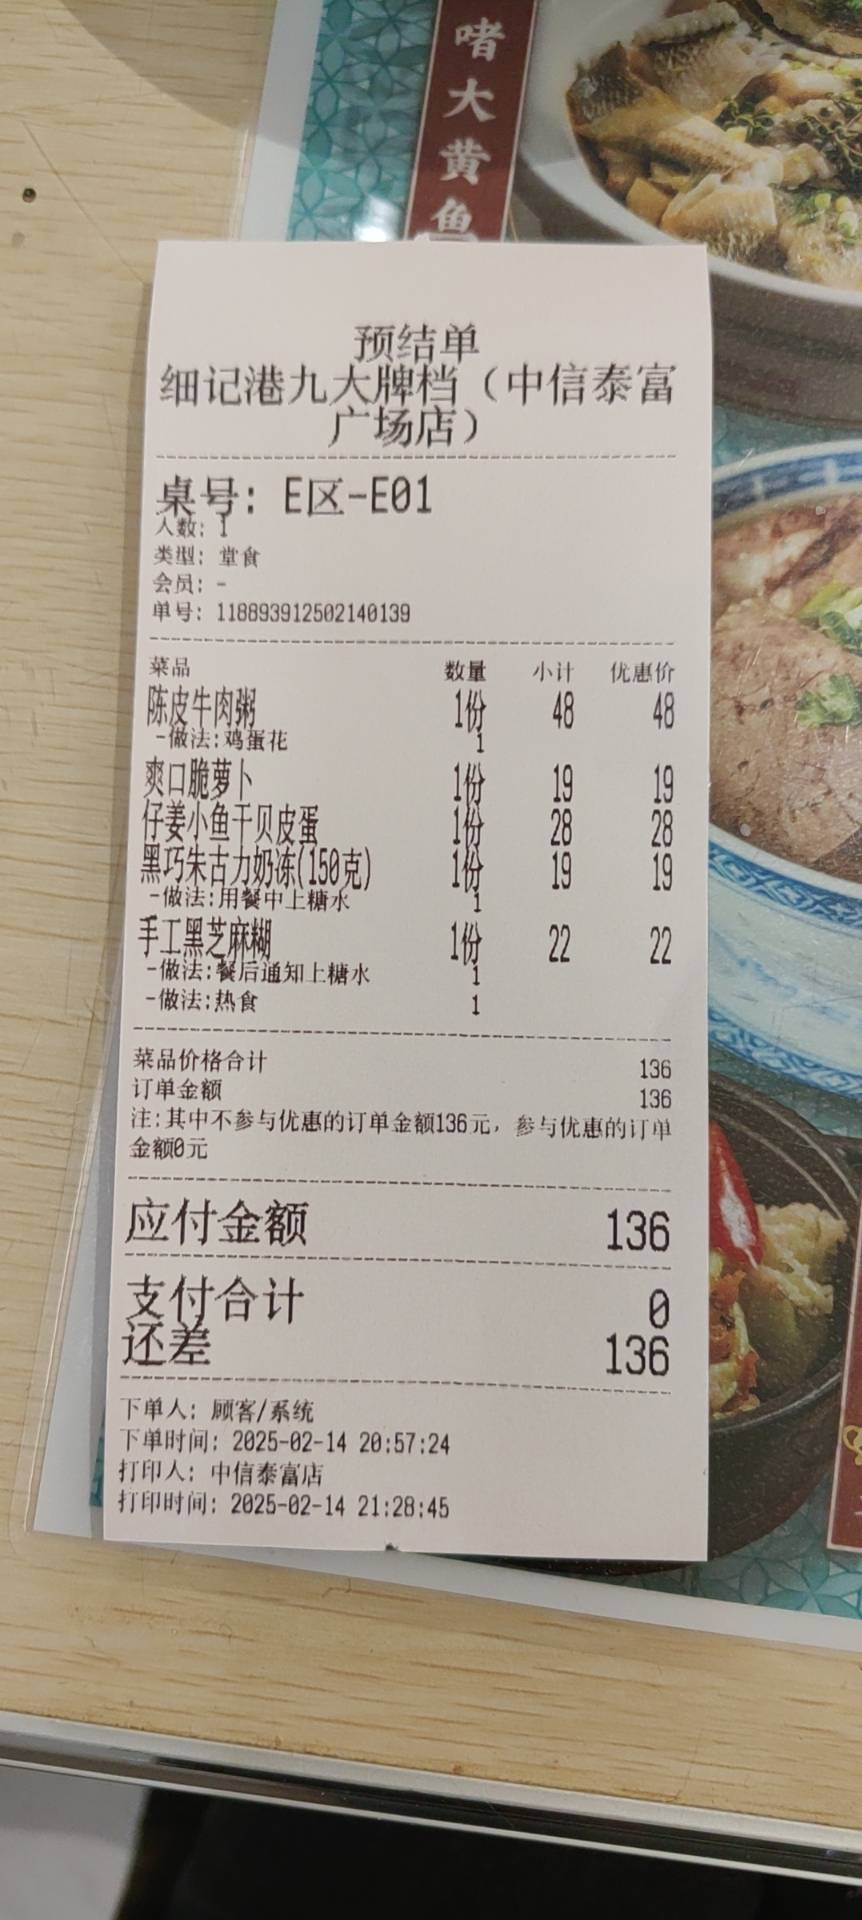 啫大黄鱼
预结单
细记港九大牌档（中信泰富
广场店）
桌号: E区-E01
人数: 1
类型: 堂食
会员: -
单号: 118893912502140139
菜品 数量 小计 优惠价
陈皮牛肉粥 1份 48 48
-做法:鸡蛋花 1
爽口脆萝卜 1份 19 19
仔姜小鱼干贝皮蛋 1份 28 28
黑巧朱古力奶冻(150克) 1份 19 19
-做法:用餐中上糖水 1
手工黑芝麻糊 1份 22 22
-做法:餐后通知上糖水 1
-做法:热食 1
菜品价格合计 136
订单金额 136
注:其中不参与优惠的订单金额136元，参与优惠的订单
金额0元
应付金额 136
支付合计 0
还差 136
下单人: 顾客/系统
下单时间: 2025-02-14 20:57:24
打印人: 中信泰富店
打印时间: 2025-02-14 21:28:45